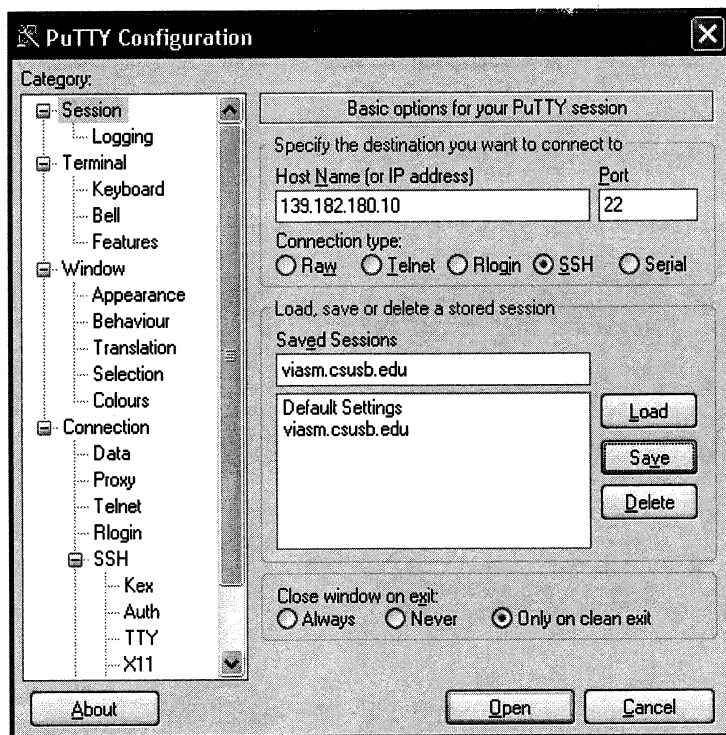 PuTTY Configuration
Category:
Session
Logging
Terminal
Keyboard
Bell
Features
Window
Appearance
Behaviour
Translation
Selection
Colours
Connection
Data
Proxy
Telnet
Rlogin
SSH
Kex
Auth
TTY
X11
Basic options for your PuTTY session
Specify the destination you want to connect to
Host Name (or IP address) Port
139.182.180.10 22
Connection type:
Raw Telnet Rlogin SSH Serial
Load, save or delete a stored session
Saved Sessions
viasm.csusb.edu
Default Settings
viasm.csusb.edu
Load
Save
Delete
Close window on exit:
Always Never Only on clean exit
About Open Cancel